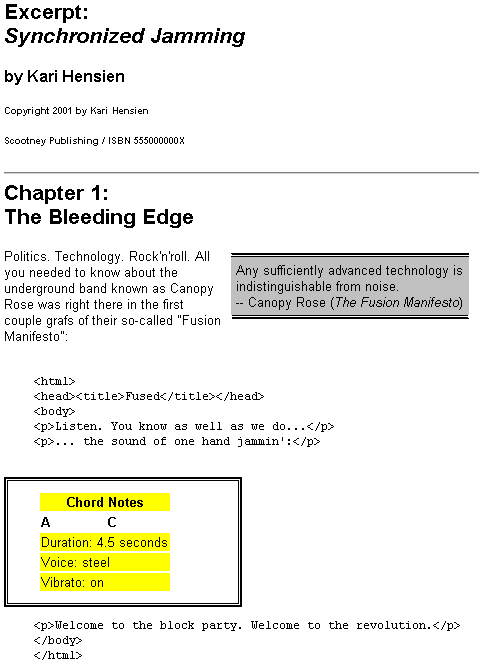 Excerpt:
Synchronized Jamming
by Kari Hensien
Copyright 2001 by Kari Hensien
Scootney Publishing / ISBN 555000000X
Chapter 1:
The Bleeding Edge
Politics. Technology. Rock'n'roll. All
you needed to know about the
underground band known as Canopy
Rose was right there in the first
couple grafs of their so-called "Fusion
Manifesto":
Any sufficiently advanced technology is
indistinguishable from noise.
-- Canopy Rose (The Fusion Manifesto)
<html>
<head><title>Fused</title></head>
<body>
<p>Listen. You know as well as we do...</p>
<p>... the sound of one hand jammin':</p>
Chord Notes
A C
Duration: 4.5 seconds
Voice: steel
Vibrato: on
<p>Welcome to the block party. Welcome to the revolution.</p>
</body>
</html>